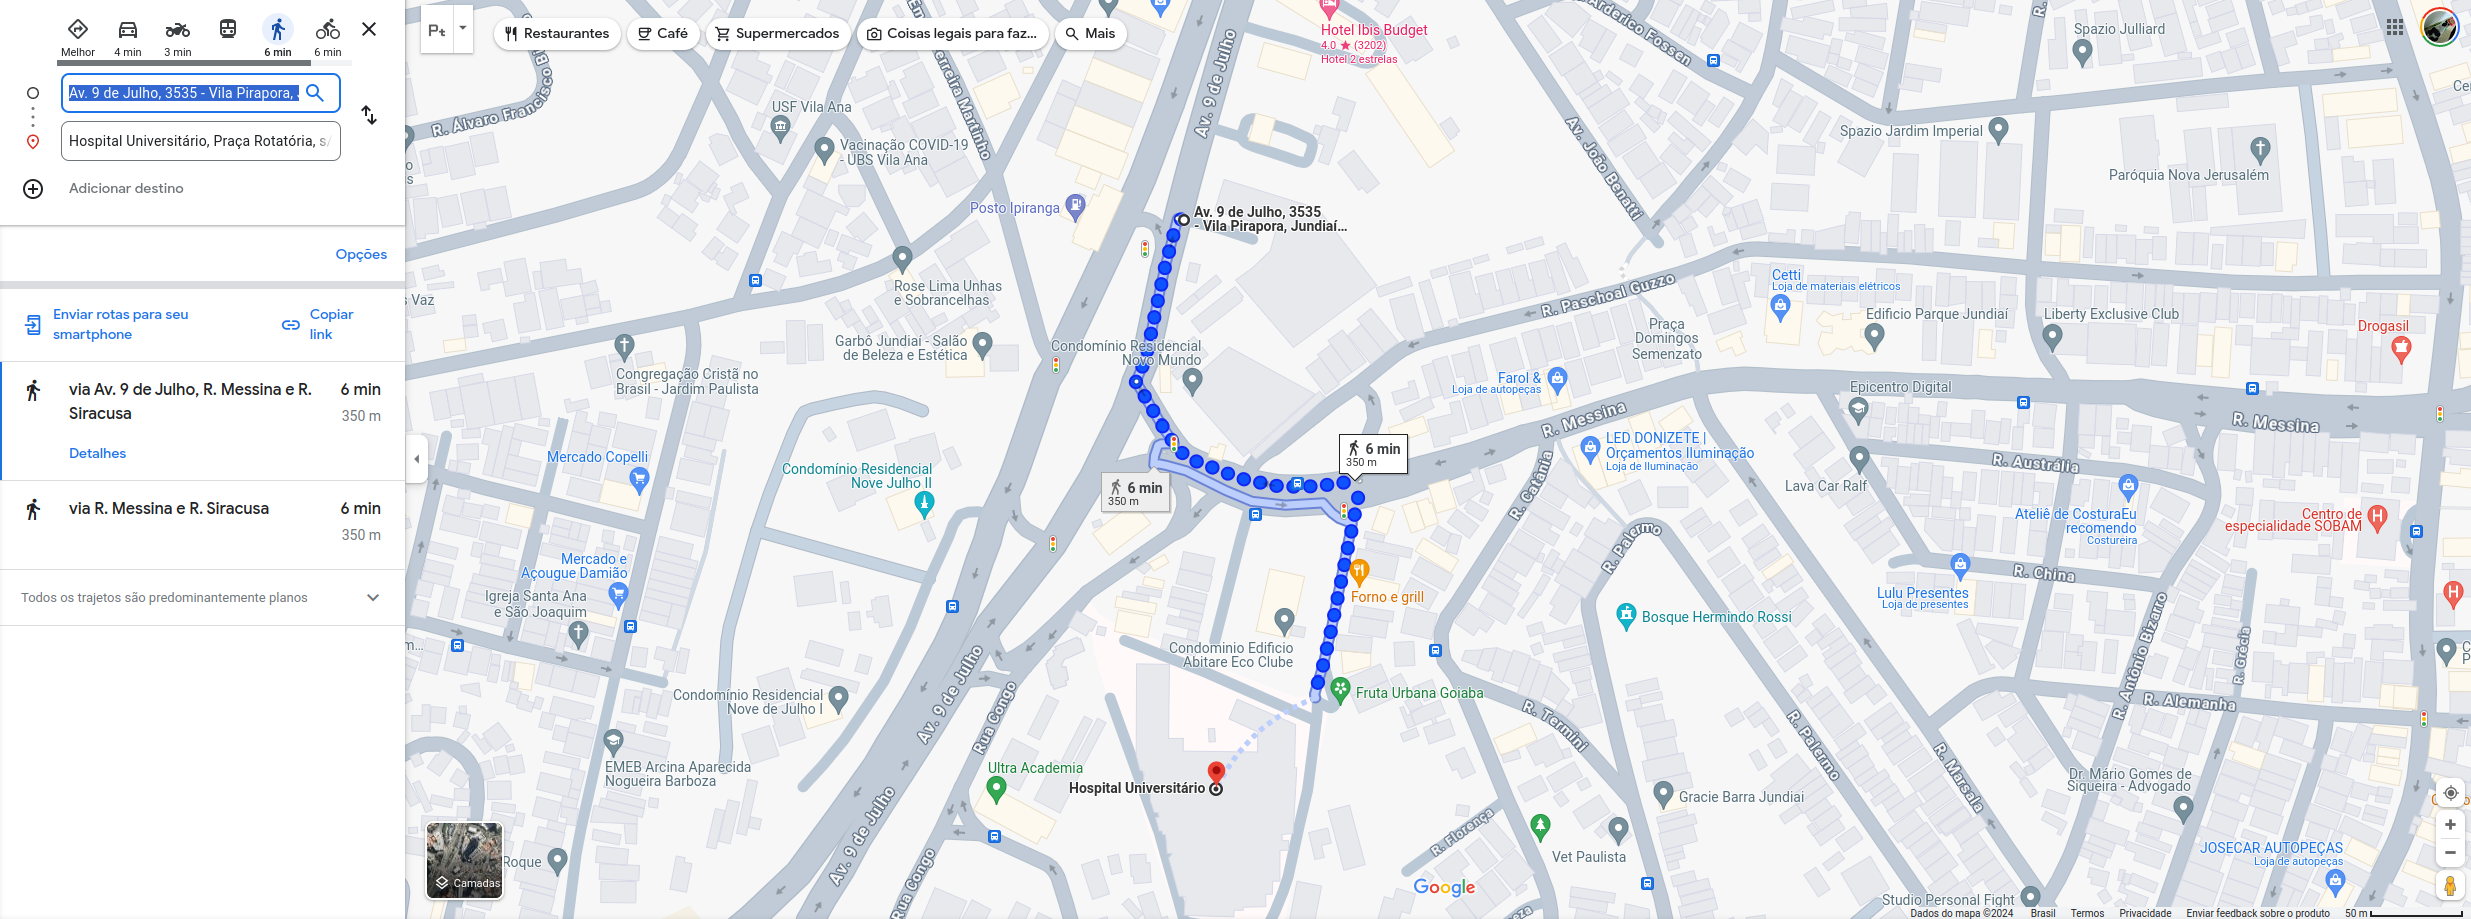 Melhor
4 min
3 min
6 min
6 min
Av. 9 de Julho, 3535 - Vila Pirapora,
Hospital Universitário, Praça Rotatória, s/
Adicionar destino
Opções
Enviar rotas para seu
smartphone
Copiar
link
via Av. 9 de Julho, R. Messina e R.
Siracusa
6 min
350 m
Detalhes
via R. Messina e R. Siracusa
6 min
350 m
Todos os trajetos são predominantemente planos
Restaurantes
Café
Supermercados
Coisas legais para faz...
Mais
Hotel Ibis Budget
4.0 ★ (3202)
Hotel 2 estrelas
Av. 9 de Julho
R. Álvaro Francisco
erreira Martinho
USF Vila Ana
Vacinação COVID-19
- UBS Vila Ana
Posto Ipiranga
Av. 9 de Julho, 3535
- Vila Pirapora, Jundiaí...
Arderico Fossen
Av. João Benatti
Spazio Julliard
Spazio Jardim Imperial
Paróquia Nova Jerusalém
s Vaz
Rose Lima Unhas
e Sobrancelhas
Garbô Jundiaí - Salão
de Beleza e Estética
Congregação Cristã no
Brasil - Jardim Paulista
Condomínio Residencial
Novo Mundo
R. Paschoal Guzzo
Praça
Domingos
Semenzato
Cetti
Loja de materiais elétricos
Edificio Parque Jundiaí
Liberty Exclusive Club
Drogasil
Farol &
Loja de autopeças
Epicentro Digital
R. Messina
R. Messina
LED DONIZETE |
Orçamentos Iluminação
Loja de Iluminação
R. Austrália
Lava Car Ralf
R. Catânia
R. Palermo
Ateliê de CosturaEu
recomendo
Costureira
Centro de
especialidade SOBAM
Mercado Copelli
Condomínio Residencial
Nove Julho II
6 min
350 m
6 min
350 m
Mercado e
Açougue Damião
Igreja Santa Ana
e São Joaquim
m...
Forno e grill
R. China
Lulu Presentes
Loja de presentes
Bosque Hermindo Rossi
R. Antônio Bizarro
R. Grécia
Condominio Edificio
Abitare Eco Clube
Fruta Urbana Goiaba
R. Alemanha
Condomínio Residencial
Nove de Julho I
Av. 9 de Julho
Rua Congo
R. Termini
R. Palermo
R. Marsala
EMEB Arcina Aparecida
Nogueira Barboza
Ultra Academia
Hospital Universitário
Gracie Barra Jundiai
Dr. Mário Gomes de
Siqueira - Advogado
Av. 9 de Julho
R. Florença
Vet Paulista
JOSECAR AUTOPEÇAS
Loja de autopeças
Roque
Camadas
Rua Congo
Google
Studio Personal Fight
Dados do mapa ©2024
Brasil
Termos
Privacidade
Enviar feedback sobre o produto
50 m